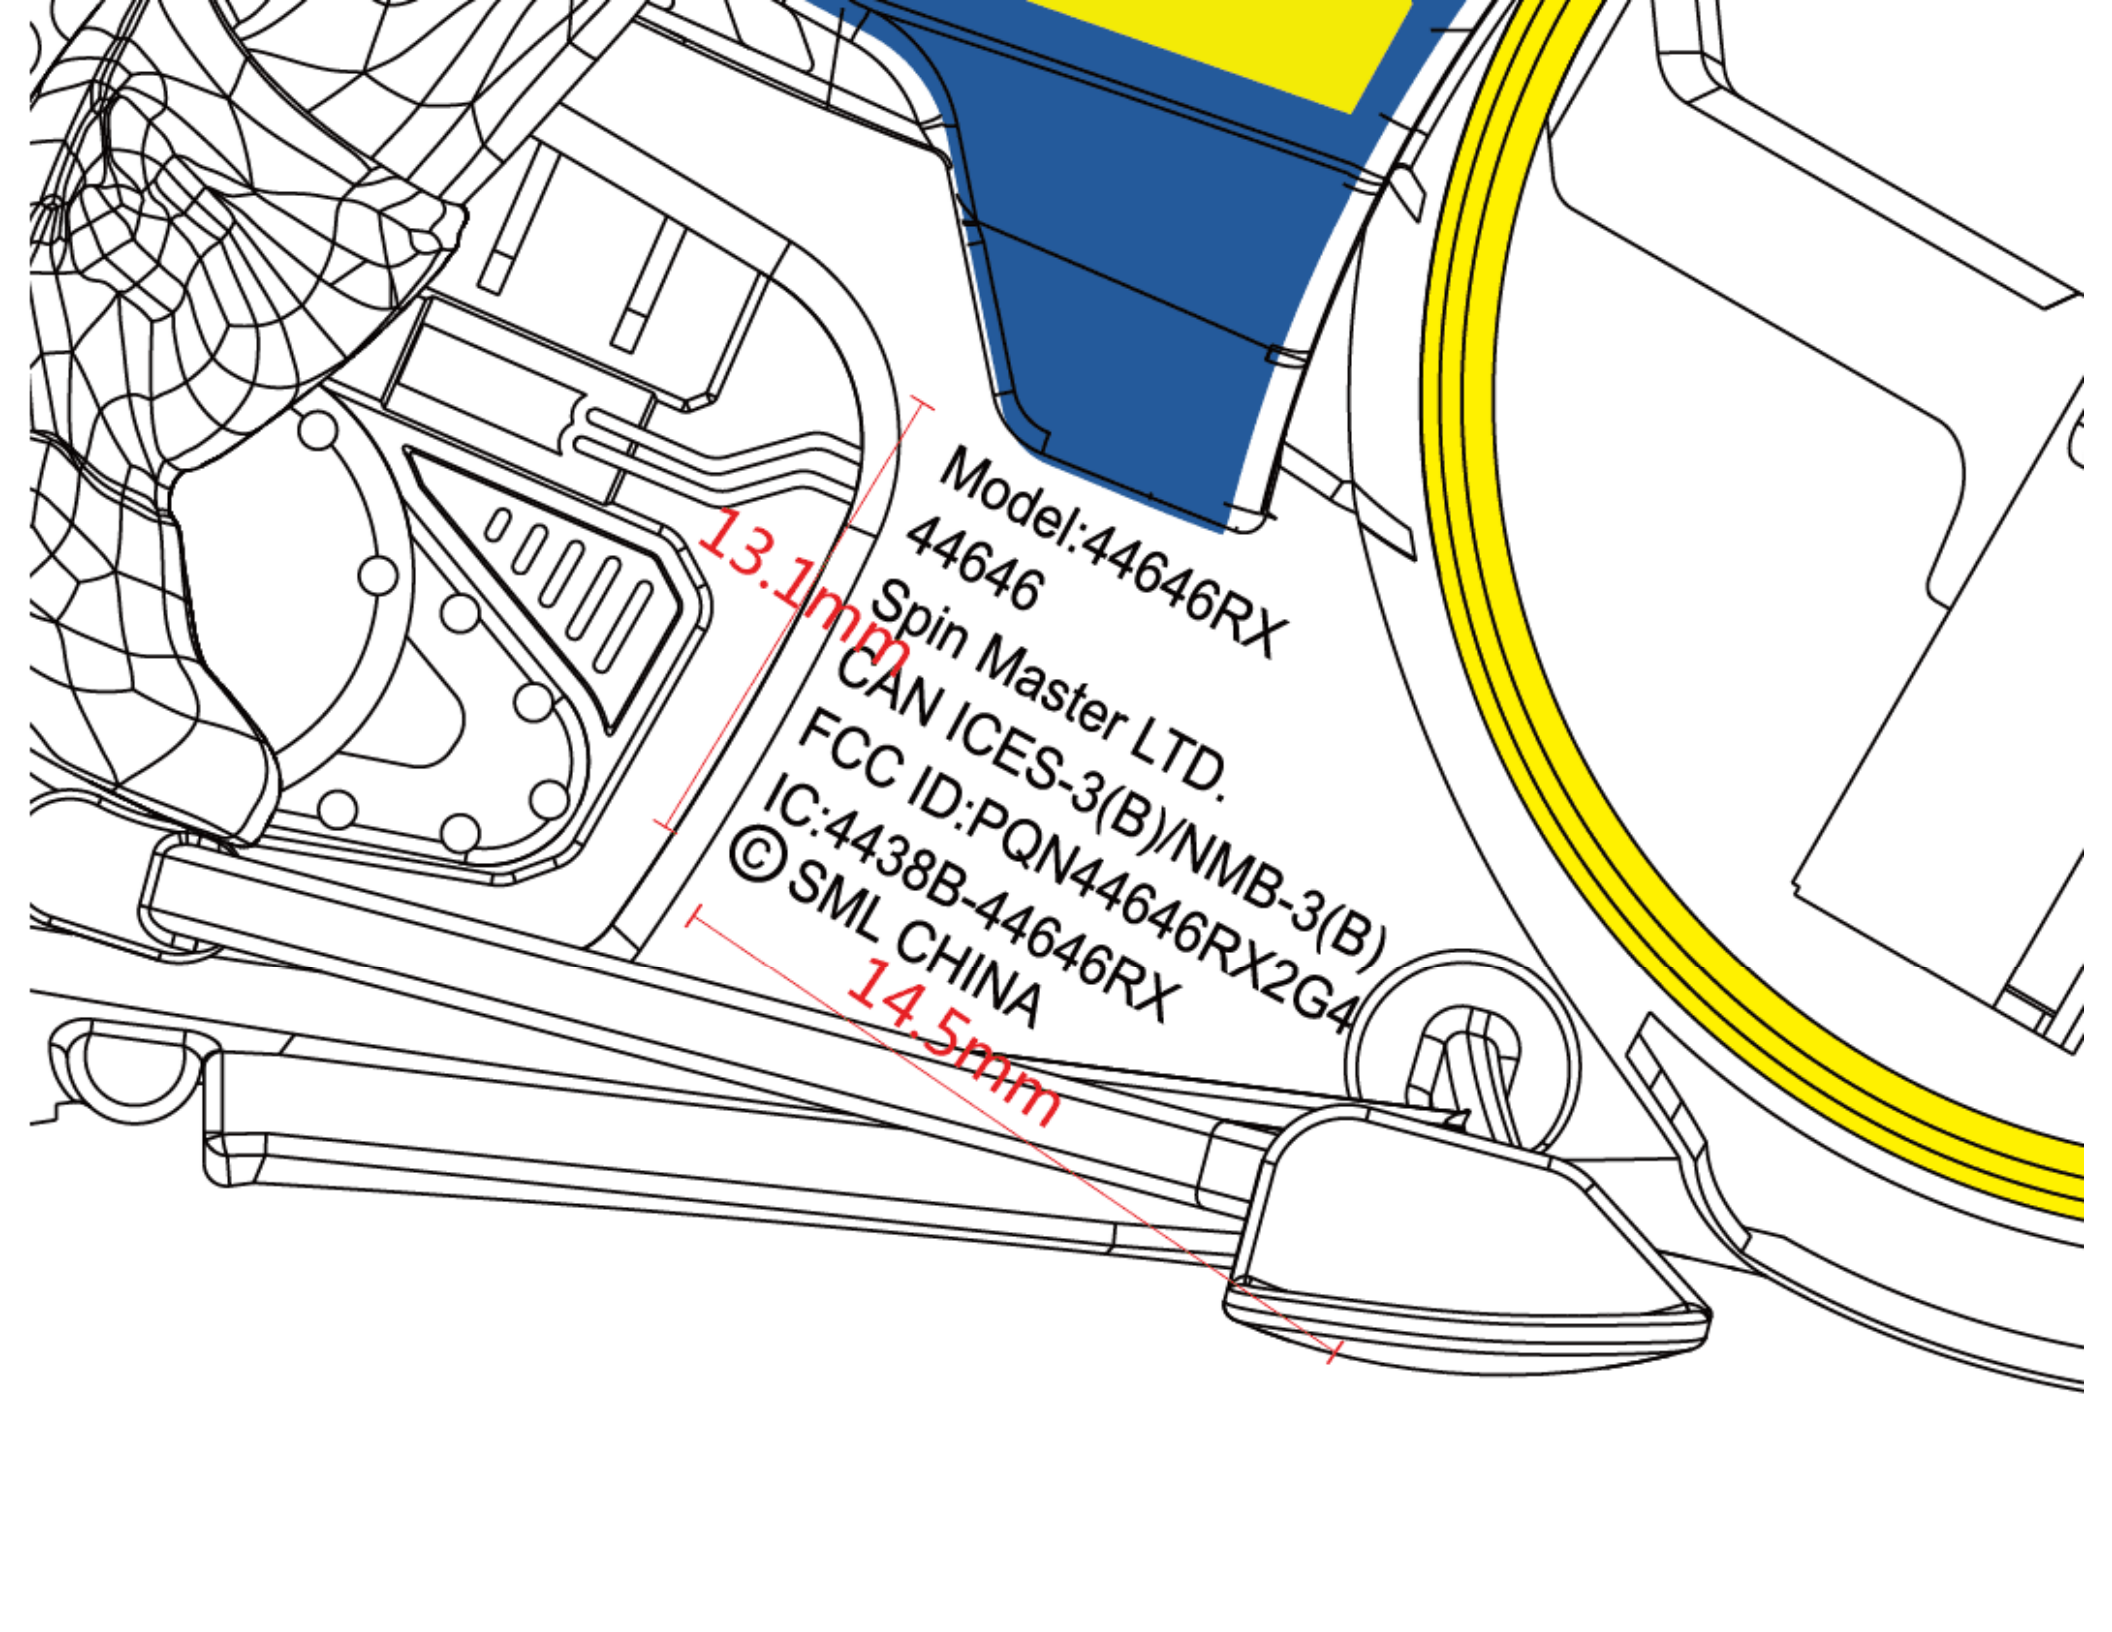 Model:44646RX
44646
Spin Master LTD.
CAN ICES-3(B)/NMB-3(B)
FCC ID:PQN44646RX2G4
IC:4438B-44646RX
© SML CHINA
13.1mm
14.5mm